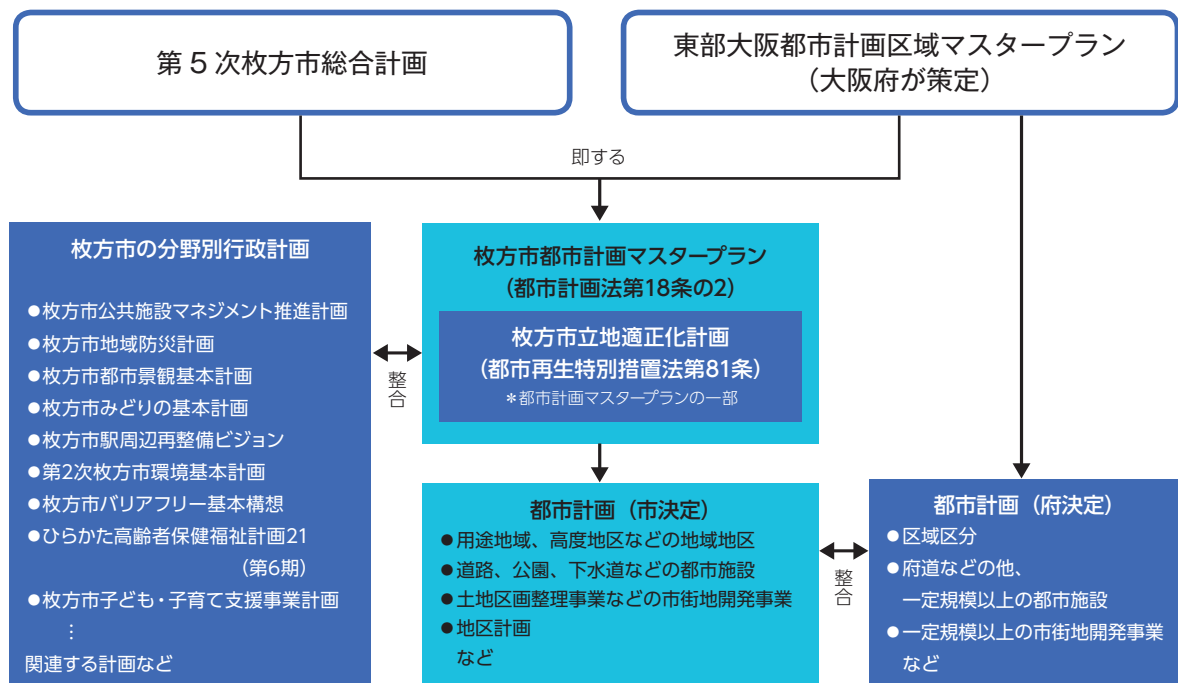 第5次枚方市総合計画
東部大阪都市計画区域マスタープラン
（大阪府が策定）
即する
枚方市の分野別行政計画
●枚方市公共施設マネジメント推進計画
●枚方市地域防災計画
●枚方市都市景観基本計画
●枚方市みどりの基本計画
●枚方市駅周辺再整備ビジョン
●第2次枚方市環境基本計画
●枚方市バリアフリー基本構想
●ひらかた高齢者保健福祉計画21
（第6期）
●枚方市子ども・子育て支援事業計画
⋮
関連する計画など
整合
枚方市都市計画マスタープラン
（都市計画法第18条の2）
枚方市立地適正化計画
（都市再生特別措置法第81条）
＊都市計画マスタープランの一部
都市計画（市決定）
●用途地域、高度地区などの地域地区
●道路、公園、下水道などの都市施設
●土地区画整理事業などの市街地開発事業
●地区計画
など
整合
都市計画（府決定）
●区域区分
●府道などの他、
一定規模以上の都市施設
●一定規模以上の市街地開発事業
など